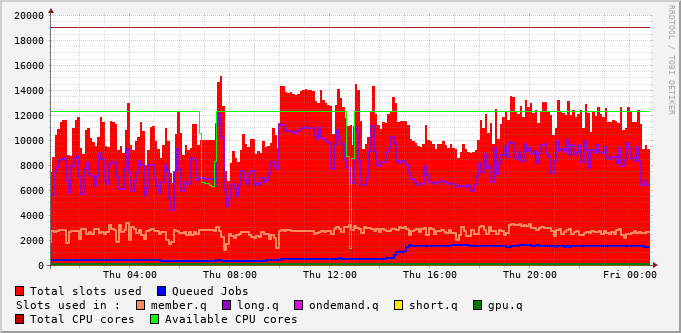 RRDTOOL / TOBI OETIKER
20000
18000
16000
14000
12000
10000
8000
6000
4000
2000
0
Thu 04:00 Thu 08:00 Thu 12:00 Thu 16:00 Thu 20:00 Fri 00:00
Total slots used Queued Jobs
Slots used in : member.q long.q ondemand.q short.q gpu.q
Total CPU cores Available CPU cores